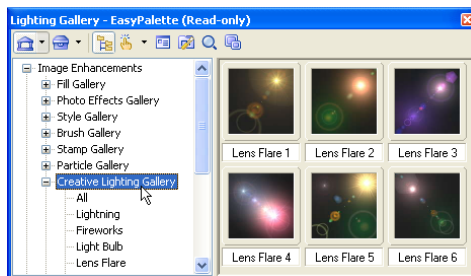 Lighting Gallery - EasyPalette (Read-only)
Image Enhancements
Fill Gallery
Photo Effects Gallery
Style Gallery
Brush Gallery
Stamp Gallery
Particle Gallery
Creative Lighting Gallery
All
Lightning
Fireworks
Light Bulb
Lens Flare
Lens Flare 1
Lens Flare 2
Lens Flare 3
Lens Flare 4
Lens Flare 5
Lens Flare 6